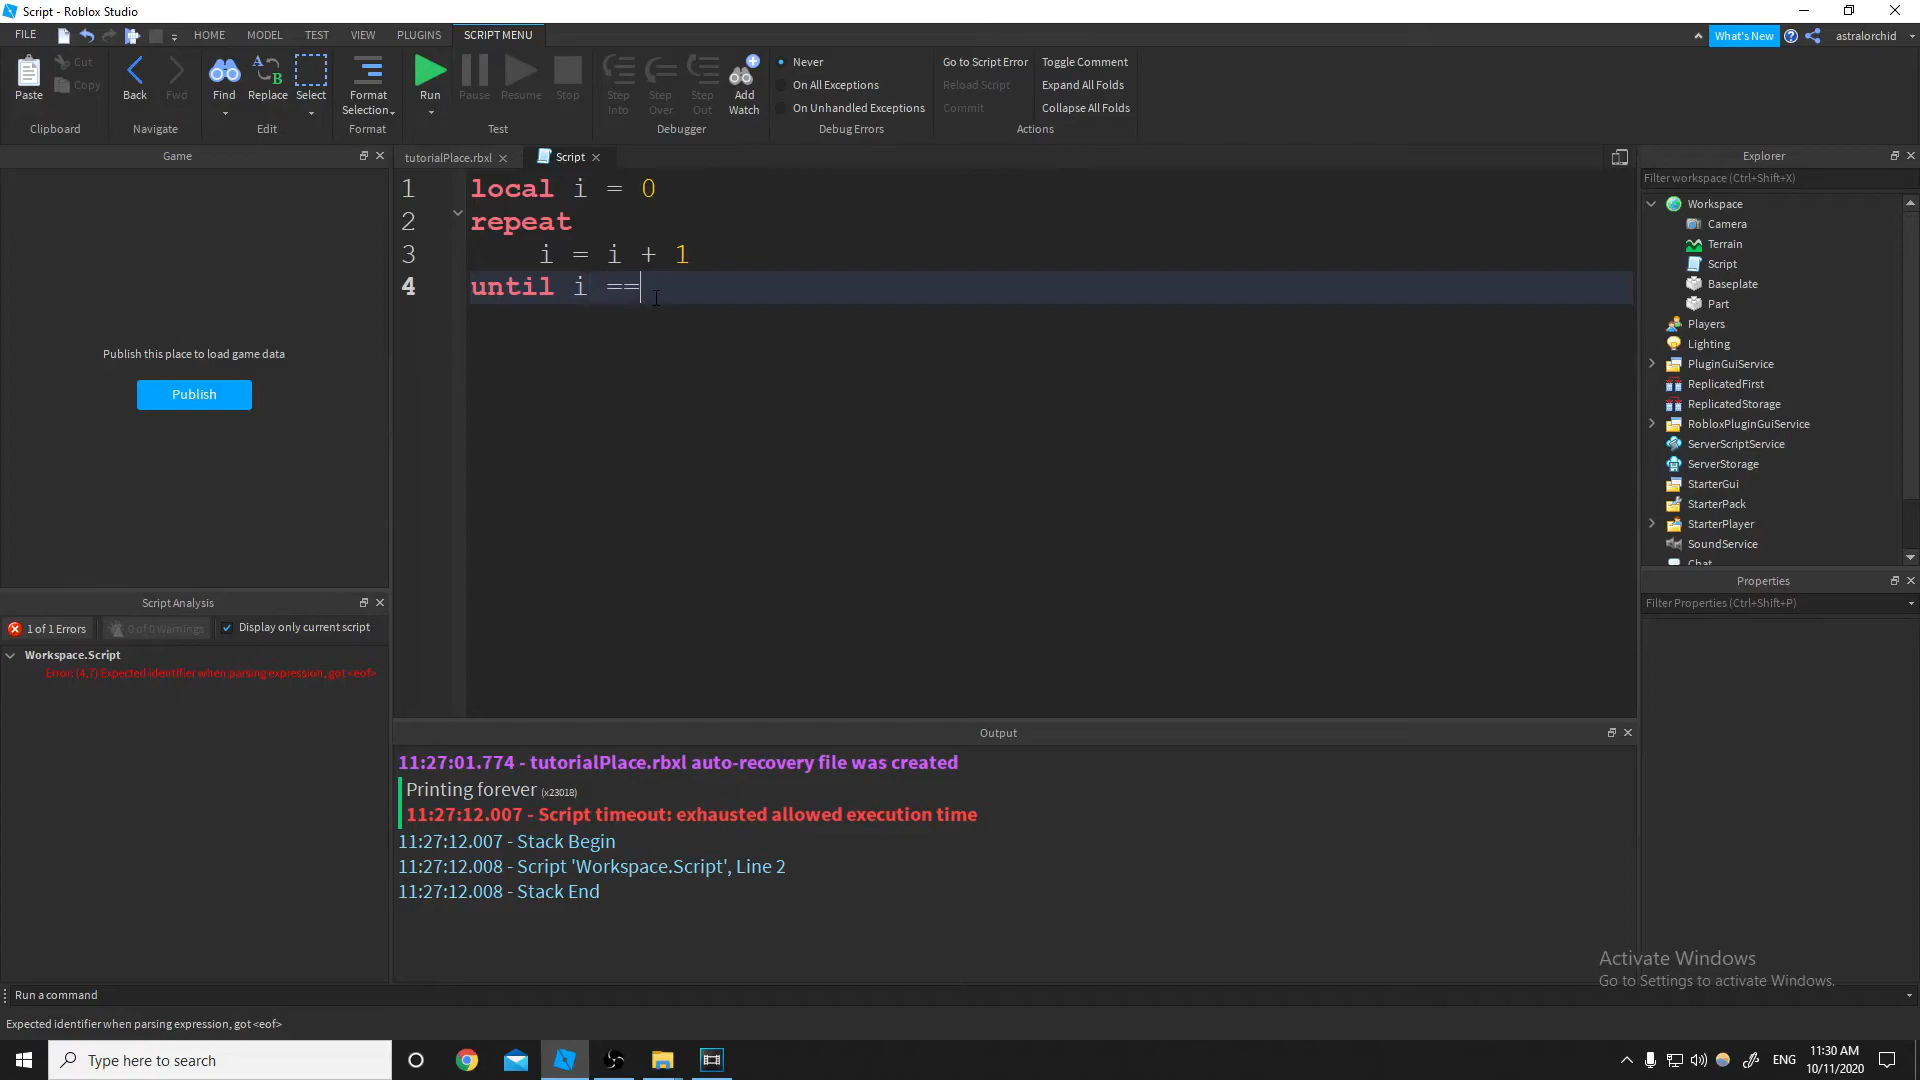 Script - Roblox Studio
FILE HOME MODEL TEST VIEW PLUGINS SCRIPT MENU What's New astralorchid
Paste Cut Copy Clipboard
Back Fwd Navigate
Find Replace Select Edit
Format Selection Format
Run Pause Resume Stop Test
Step Into Step Over Step Out Add Watch Debugger
Never
On All Exceptions
On Unhandled Exceptions
Debug Errors
Go to Script Error Toggle Comment
Reload Script Expand All Folds
Commit Collapse All Folds
Actions
Game
Publish this place to load game data
Publish
tutorialPlace.rbxl Script
1 local i = 0
2 repeat
3 i = i + 1
4 until i ==
Explorer
Filter workspace (Ctrl+Shift+X)
Workspace
Camera
Terrain
Script
Baseplate
Part
Players
Lighting
PluginGuiService
ReplicatedFirst
ReplicatedStorage
RobloxPluginGuiService
ServerScriptService
ServerStorage
StarterGui
StarterPack
StarterPlayer
SoundService
Chat
Properties
Filter Properties (Ctrl+Shift+P)
Script Analysis
1 of 1 Errors 0 of 0 Warnings Display only current script
Workspace.Script
Error: (4,7) Expected identifier when parsing expression, got <eof>
Output
11:27:01.774 - tutorialPlace.rbxl auto-recovery file was created
Printing forever (x23018)
11:27:12.007 - Script timeout: exhausted allowed execution time
11:27:12.007 - Stack Begin
11:27:12.008 - Script 'Workspace.Script', Line 2
11:27:12.008 - Stack End
Activate Windows
Go to Settings to activate Windows.
Run a command
Expected identifier when parsing expression, got <eof>
Type here to search
ENG
11:30 AM
10/11/2020